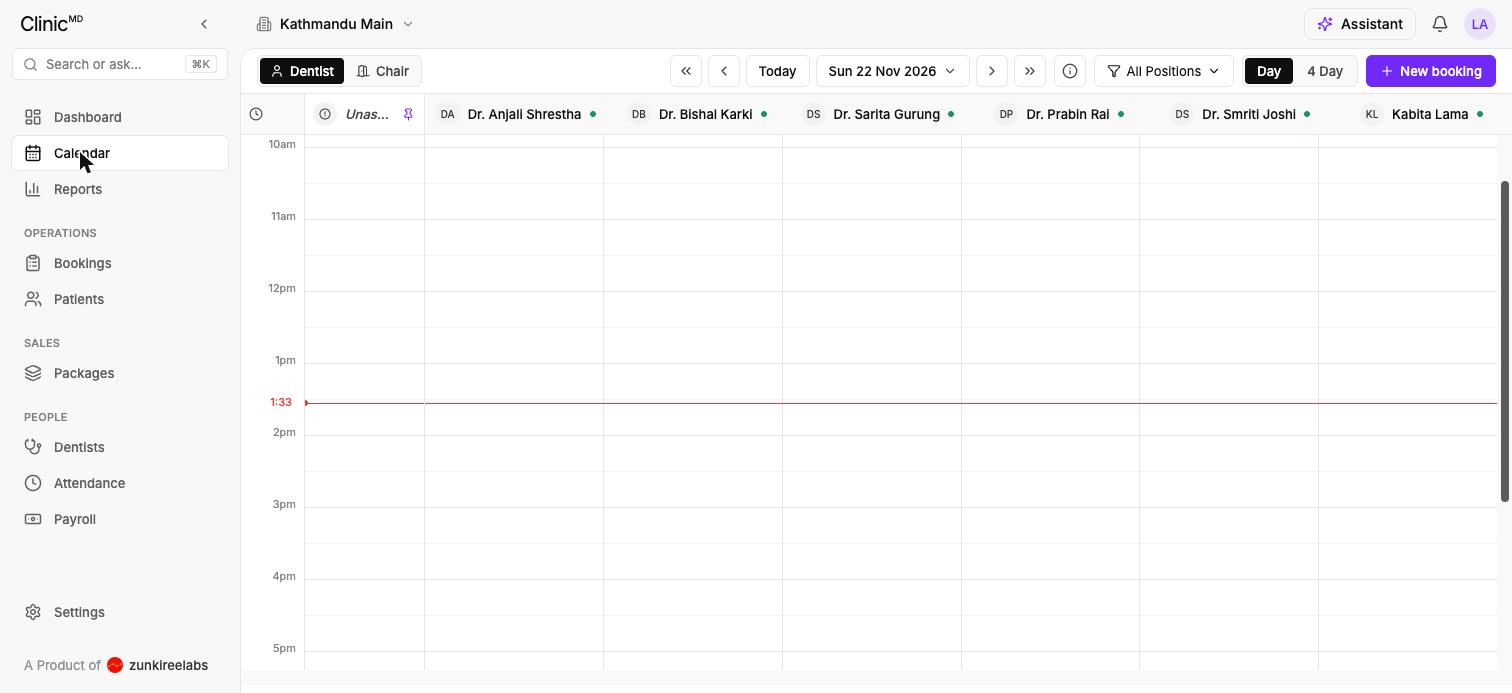 Clinic MD
Kathmandu Main
Assistant
LA
Search or ask...
⌘K
Dentist
Chair
Today
Sun 22 Nov 2026
All Positions
Day
4 Day
New booking
Unas...
DA
Dr. Anjali Shrestha
DB
Dr. Bishal Karki
DS
Dr. Sarita Gurung
DP
Dr. Prabin Rai
DS
Dr. Smriti Joshi
KL
Kabita Lama
Dashboard
Calendar
Reports
OPERATIONS
Bookings
Patients
SALES
Packages
PEOPLE
Dentists
Attendance
Payroll
Settings
A Product of zunkireelabs
10am
11am
12pm
1pm
1:33
2pm
3pm
4pm
5pm